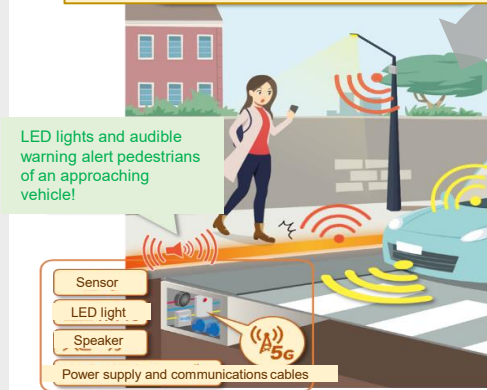 LED lights and audible
warning alert pedestrians
of an approaching
vehicle!
Sensor
LED light
Speaker
5G
Power supply and communications cables